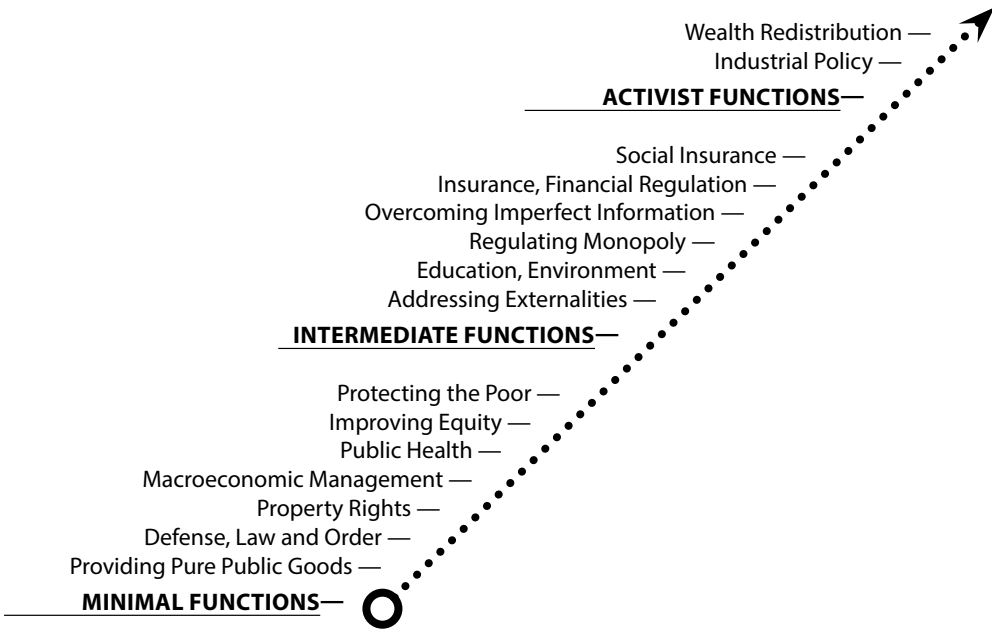 Wealth Redistribution —
Industrial Policy —
ACTIVIST FUNCTIONS—
Social Insurance —
Insurance, Financial Regulation —
Overcoming Imperfect Information —
Regulating Monopoly —
Education, Environment —
Addressing Externalities —
INTERMEDIATE FUNCTIONS—
Protecting the Poor —
Improving Equity —
Public Health —
Macroeconomic Management —
Property Rights —
Defense, Law and Order —
Providing Pure Public Goods —
MINIMAL FUNCTIONS—